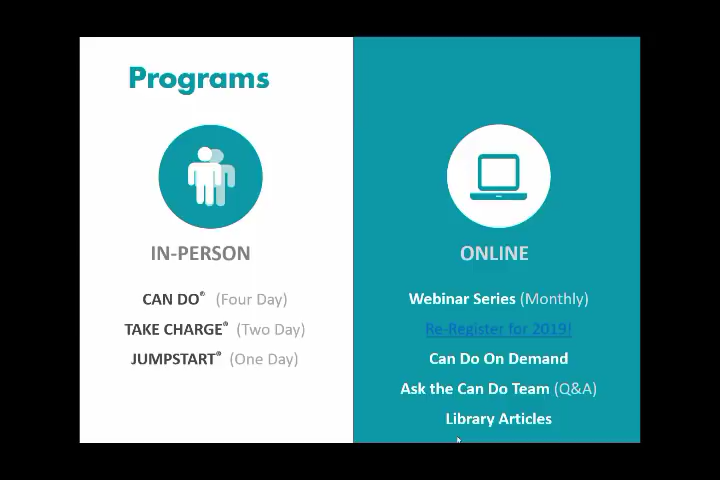 Programs
IN-PERSON
CAN DO® (Four Day)
TAKE CHARGE® (Two Day)
JUMPSTART® (One Day)
ONLINE
Webinar Series (Monthly)
Re-Register for 2019!
Can Do On Demand
Ask the Can Do Team (Q&A)
Library Articles